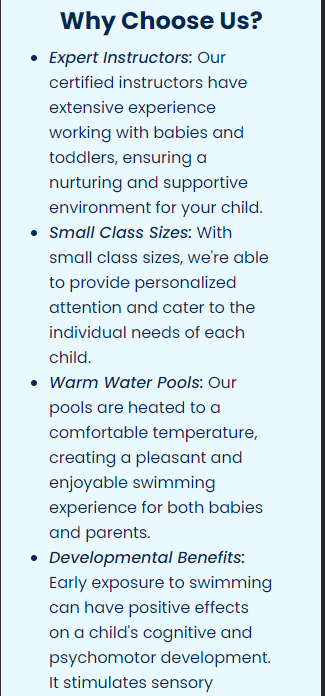 Why Choose Us?
• Expert Instructors: Our
certified instructors have
extensive experience
working with babies and
toddlers, ensuring a
nurturing and supportive
environment for your child.
• Small Class Sizes: With
small class sizes, we're able
to provide personalized
attention and cater to the
individual needs of each
child.
• Warm Water Pools: Our
pools are heated to a
comfortable temperature,
creating a pleasant and
enjoyable swimming
experience for both babies
and parents.
• Developmental Benefits:
Early exposure to swimming
can have positive effects
on a child's cognitive and
psychomotor development.
It stimulates sensory